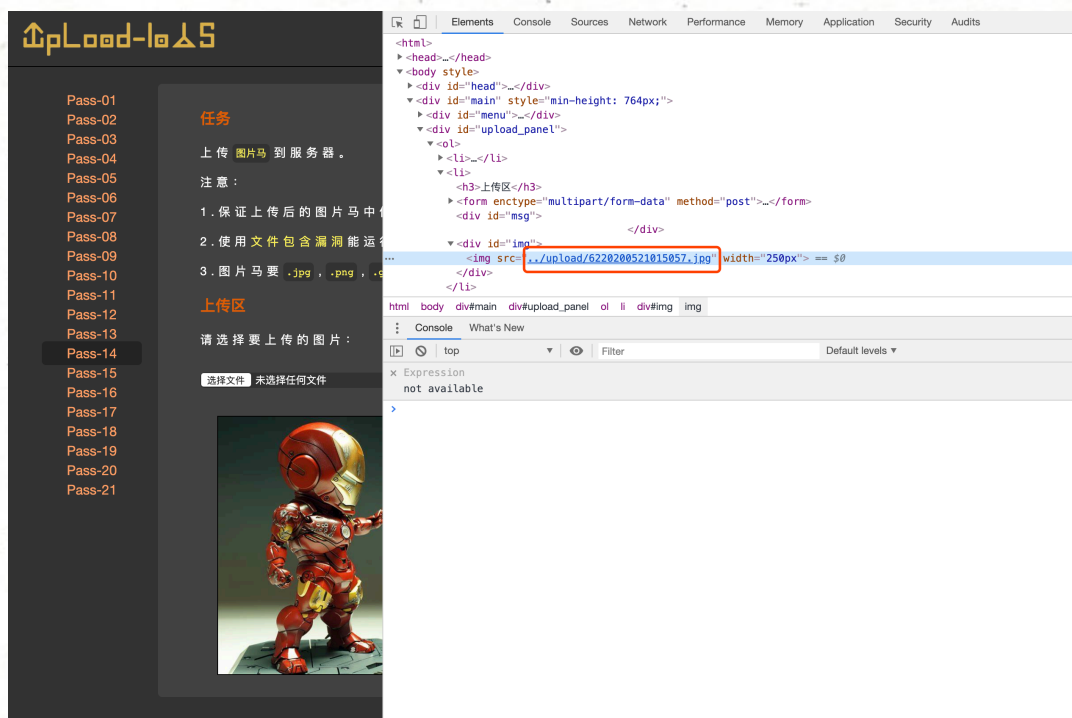 UpLoad-labS
Pass-01
Pass-02
Pass-03
Pass-04
Pass-05
Pass-06
Pass-07
Pass-08
Pass-09
Pass-10
Pass-11
Pass-12
Pass-13
Pass-14
Pass-15
Pass-16
Pass-17
Pass-18
Pass-19
Pass-20
Pass-21
任务
上传 图片马 到服务器。
注意：
1.保证上传后的图片马中
2.使用文件包含漏洞能运
3.图片马要 .jpg , .png ,
上传区
请选择要上传的图片：
选择文件 未选择任何文件
Elements Console Sources Network Performance Memory Application Security Audits
<html>
<head>…</head>
<body style>
<div id="head">…</div>
<div id="main" style="min-height: 764px;">
<div id="menu">…</div>
<div id="upload_panel">
<ol>
<li>…</li>
<li>
<h3>上传区</h3>
<form enctype="multipart/form-data" method="post">…</form>
<div id="msg">
</div>
<div id="img">
… <img src="../upload/6220200521015057.jpg" width="250px"> == $0
</div>
</li>
html body div#main div#upload_panel ol li div#img img
Console What's New
top Filter Default levels ▼
× Expression
not available